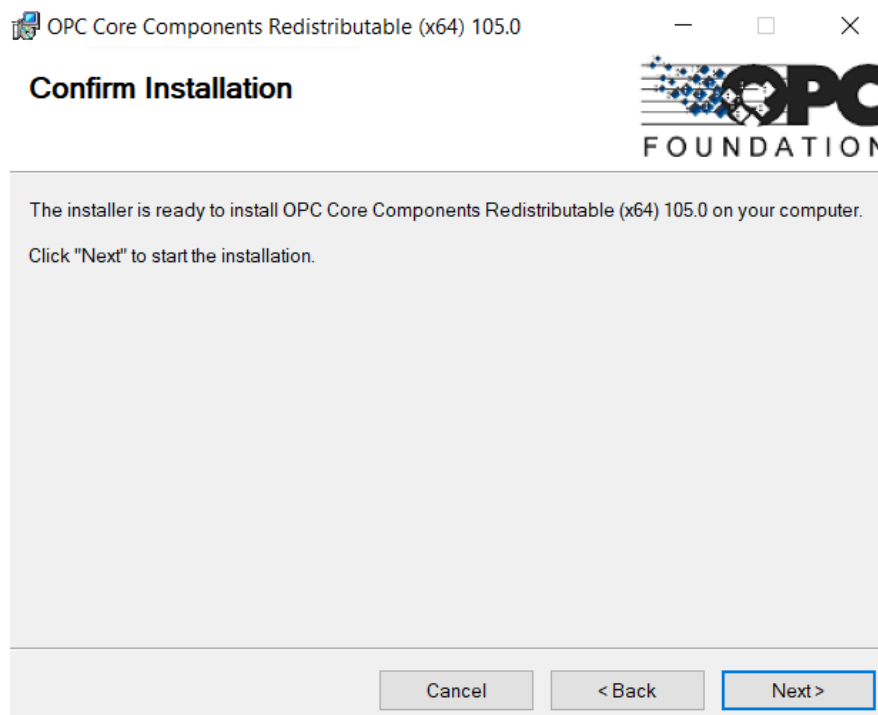 OPC Core Components Redistributable (x64) 105.0
Confirm Installation
OPC
FOUNDATION
The installer is ready to install OPC Core Components Redistributable (x64) 105.0 on your computer.
Click "Next" to start the installation.
Cancel
< Back
Next >